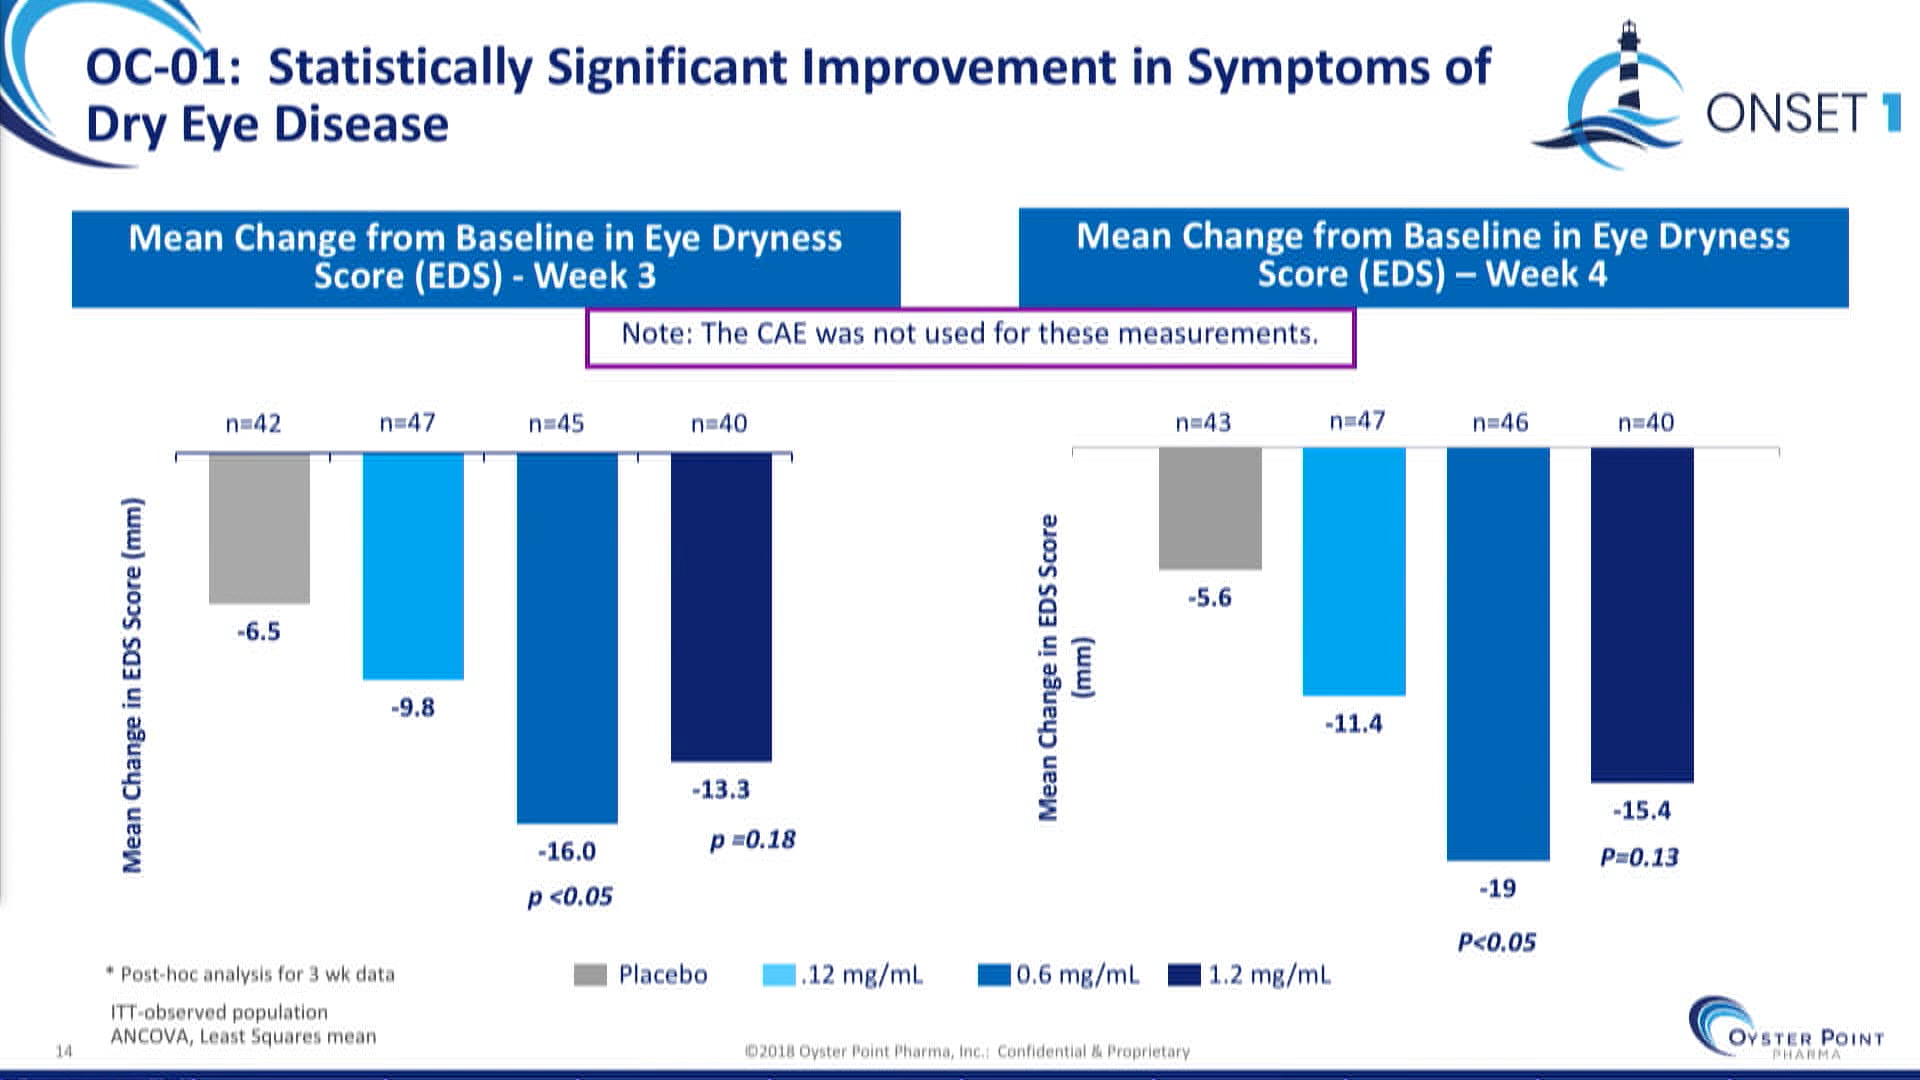 OC-01: Statistically Significant Improvement in Symptoms of
Dry Eye Disease
ONSET 1
Mean Change from Baseline in Eye Dryness
Score (EDS) - Week 3
Mean Change from Baseline in Eye Dryness
Score (EDS) – Week 4
Note: The CAE was not used for these measurements.
n=42 n=47 n=45 n=40
Mean Change in EDS Score (mm)
-6.5
-9.8
-16.0
p <0.05
-13.3
p =0.18
n=43 n=47 n=46 n=40
Mean Change in EDS Score
(mm)
-5.6
-11.4
-19
P<0.05
-15.4
P=0.13
* Post-hoc analysis for 3 wk data
Placebo .12 mg/mL 0.6 mg/mL 1.2 mg/mL
ITT-observed population
ANCOVA, Least Squares mean
14
©2018 Oyster Point Pharma, Inc.: Confidential & Proprietary
OYSTER POINT
PHARMA